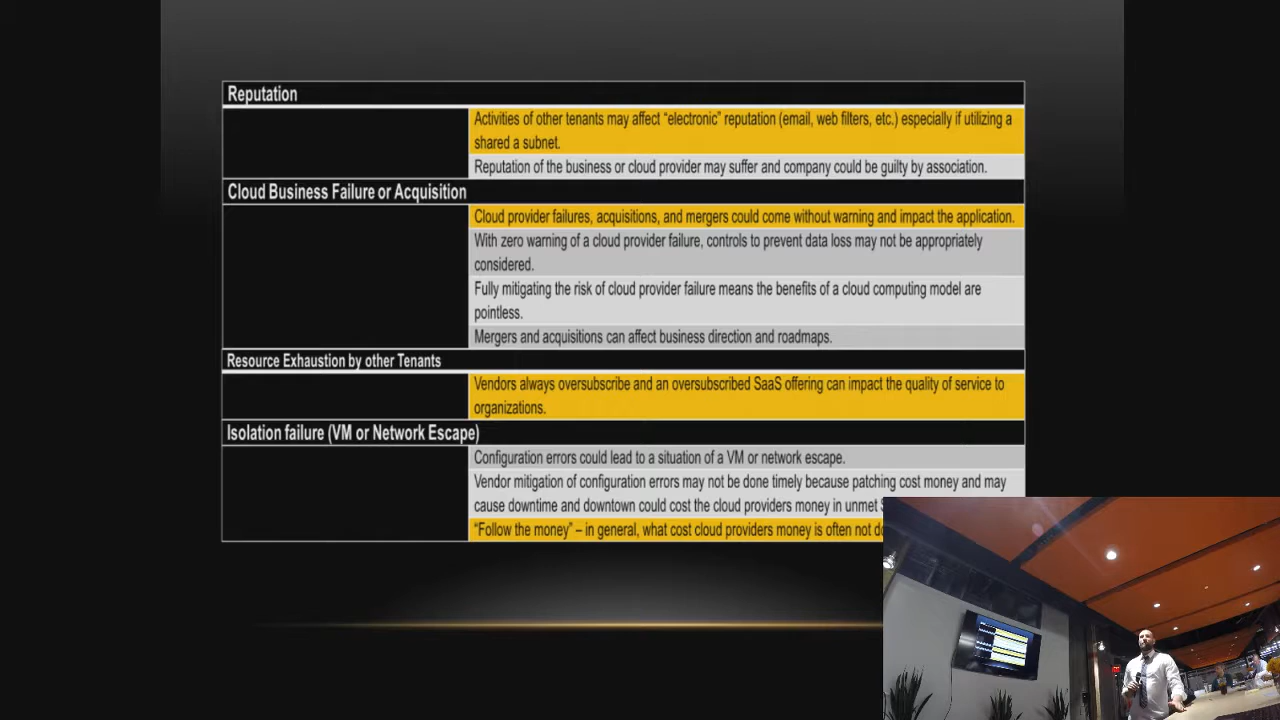 Reputation
Activities of other tenants may affect “electronic” reputation (email, web filters, etc.) especially if utilizing a
shared a subnet.
Reputation of the business or cloud provider may suffer and company could be guilty by association.
Cloud Business Failure or Acquisition
Cloud provider failures, acquisitions, and mergers could come without warning and impact the application.
With zero warning of a cloud provider failure, controls to prevent data loss may not be appropriately
considered.
Fully mitigating the risk of cloud provider failure means the benefits of a cloud computing model are
pointless.
Mergers and acquisitions can affect business direction and roadmaps.
Resource Exhaustion by other Tenants
Vendors always oversubscribe and an oversubscribed SaaS offering can impact the quality of service to
organizations.
Isolation failure (VM or Network Escape)
Configuration errors could lead to a situation of a VM or network escape.
Vendor mitigation of configuration errors may not be done timely because patching cost money and may
cause downtime and downtown could cost the cloud providers money in unmet
“Follow the money” – in general, what cost cloud providers money is often not